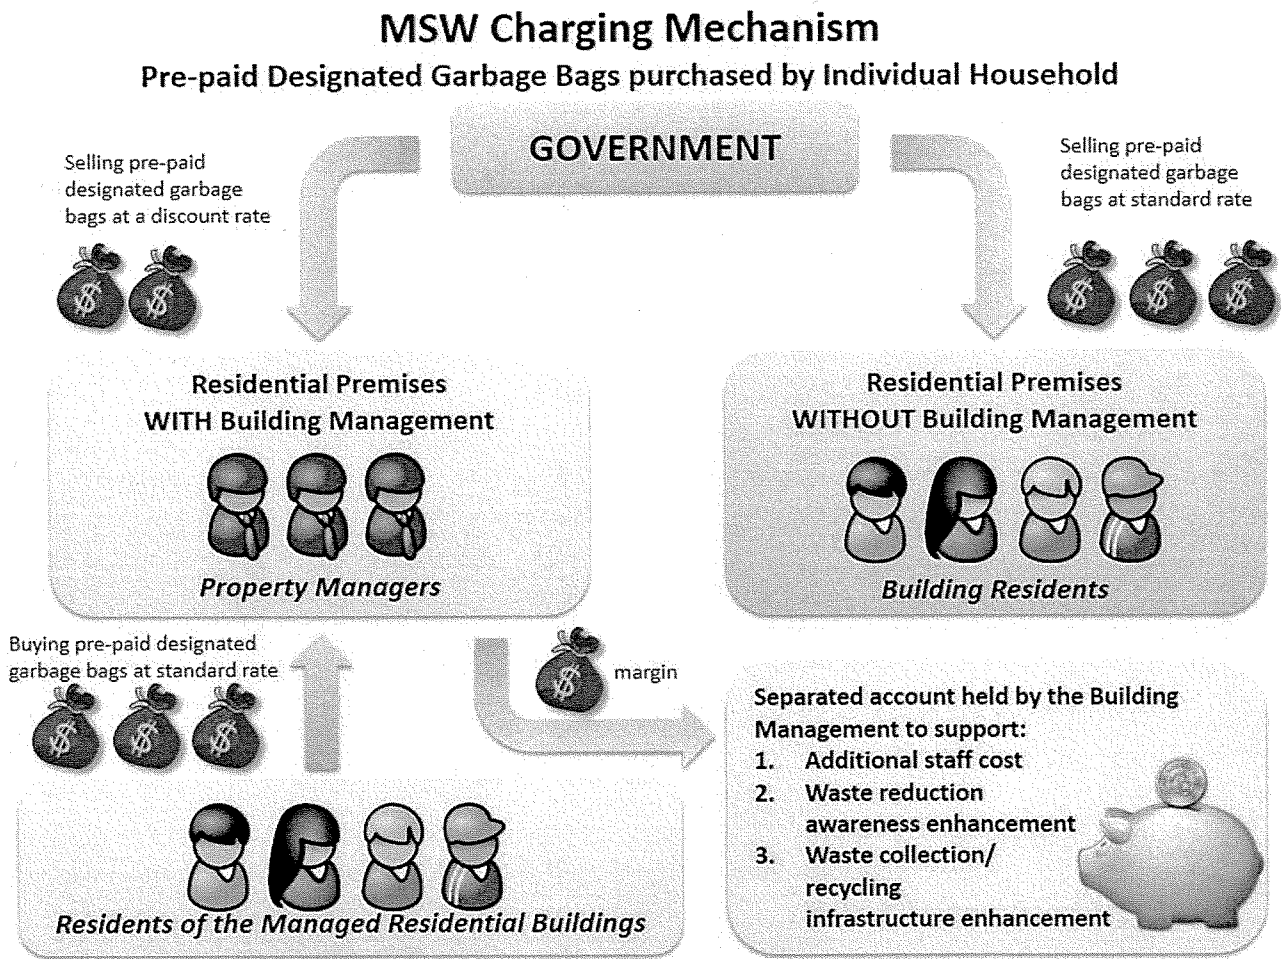 MSW Charging Mechanism
Pre-paid Designated Garbage Bags purchased by Individual Household
GOVERNMENT
Selling pre-paid
designated garbage
bags at a discount rate
$ $
Selling pre-paid
designated garbage
bags at standard rate
$ $ $
Residential Premises
WITH Building Management
Property Managers
Residential Premises
WITHOUT Building Management
Building Residents
Buying pre-paid designated
garbage bags at standard rate
$ $ $
$
margin
Residents of the Managed Residential Buildings
Separated account held by the Building
Management to support:
1. Additional staff cost
2. Waste reduction
awareness enhancement
3. Waste collection/
recycling
infrastructure enhancement